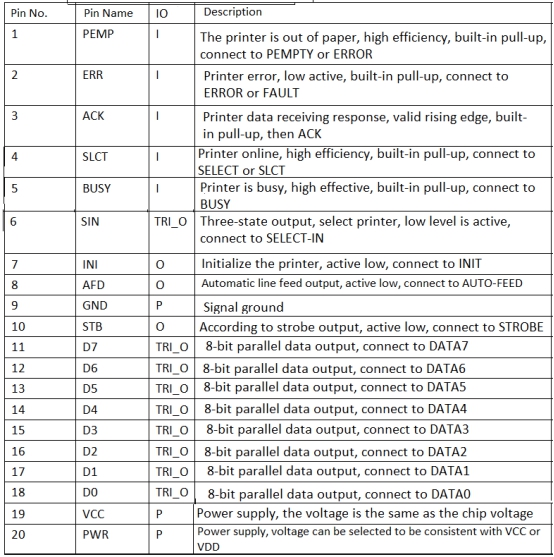 Pin No. Pin Name IO Description
1 PEMP I The printer is out of paper, high efficiency, built-in pull-up,
connect to PEMPTY or ERROR
2 ERR I Printer error, low active, built-in pull-up, connect to
ERROR or FAULT
3 ACK I Printer data receiving response, valid rising edge, built-
in pull-up, then ACK
4 SLCT I Printer online, high efficiency, built-in pull-up, connect to
SELECT or SLCT
5 BUSY I Printer is busy, high effective, built-in pull-up, connect to
BUSY
6 SIN TRI_O Three-state output, select printer, low level is active,
connect to SELECT-IN
7 INI O Initialize the printer, active low, connect to INIT
8 AFD O Automatic line feed output, active low, connect to AUTO-FEED
9 GND P Signal ground
10 STB O According to strobe output, active low, connect to STROBE
11 D7 TRI_O 8-bit parallel data output, connect to DATA7
12 D6 TRI_O 8-bit parallel data output, connect to DATA6
13 D5 TRI_O 8-bit parallel data output, connect to DATA5
14 D4 TRI_O 8-bit parallel data output, connect to DATA4
15 D3 TRI_O 8-bit parallel data output, connect to DATA3
16 D2 TRI_O 8-bit parallel data output, connect to DATA2
17 D1 TRI_O 8-bit parallel data output, connect to DATA1
18 D0 TRI_O 8-bit parallel data output, connect to DATA0
19 VCC P Power supply, the voltage is the same as the chip voltage
20 PWR P Power supply, voltage can be selected to be consistent with VCC or
VDD